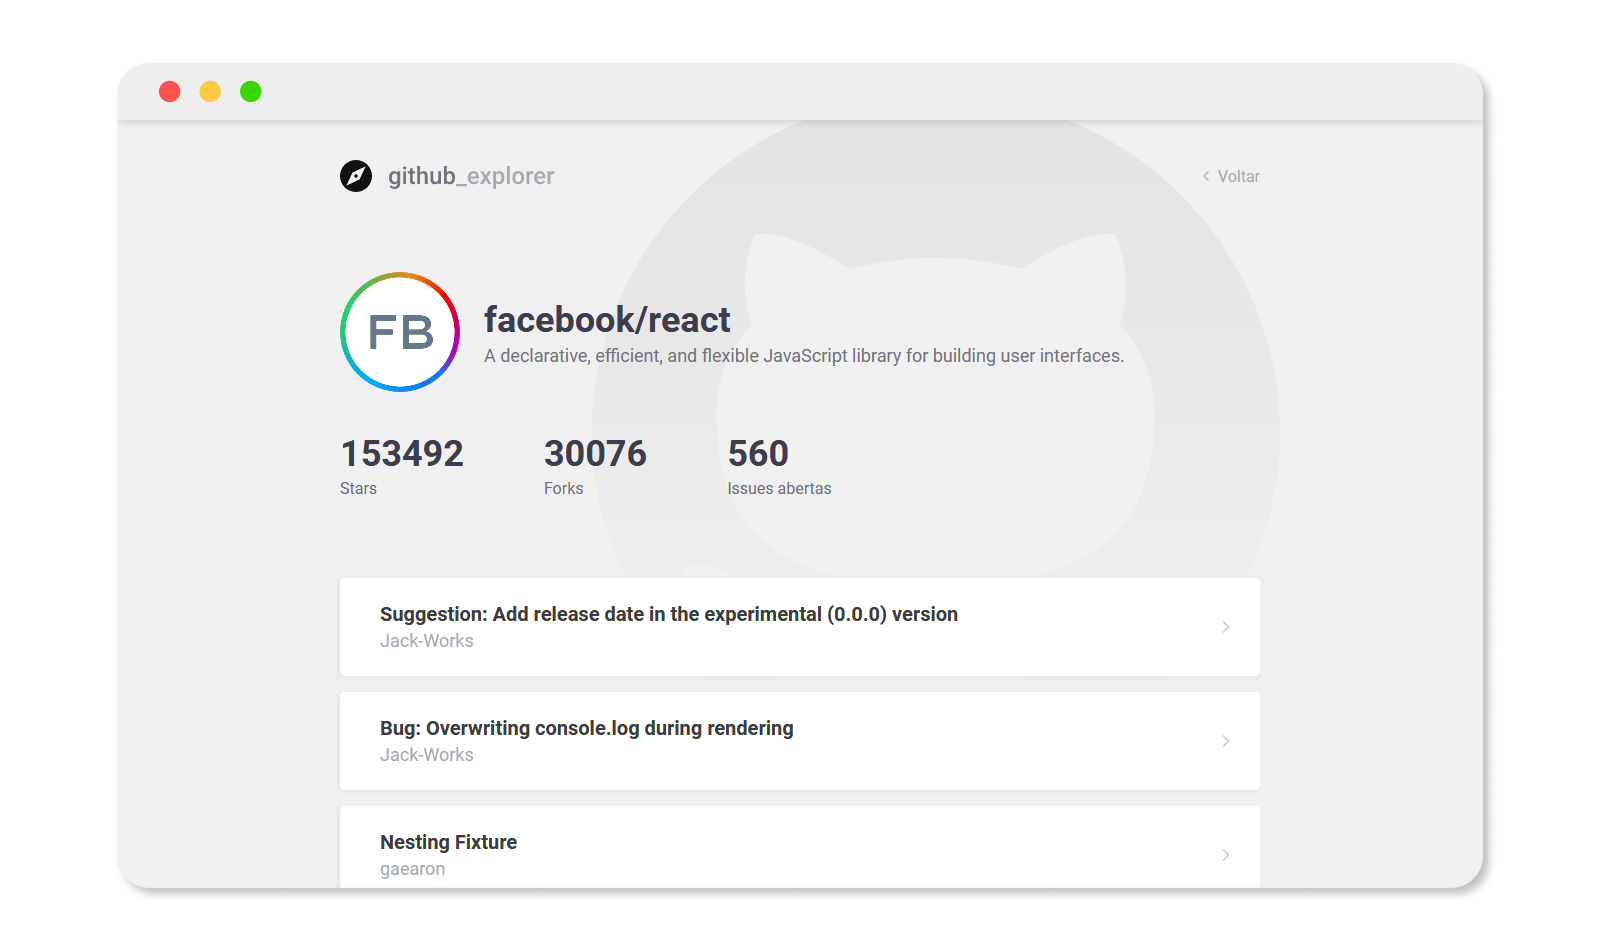 github_explorer
Voltar
FB
facebook/react
A declarative, efficient, and flexible JavaScript library for building user interfaces.
153492 30076 560
Stars Forks Issues abertas
Suggestion: Add release date in the experimental (0.0.0) version
Jack-Works
Bug: Overwriting console.log during rendering
Jack-Works
Nesting Fixture
gaearon